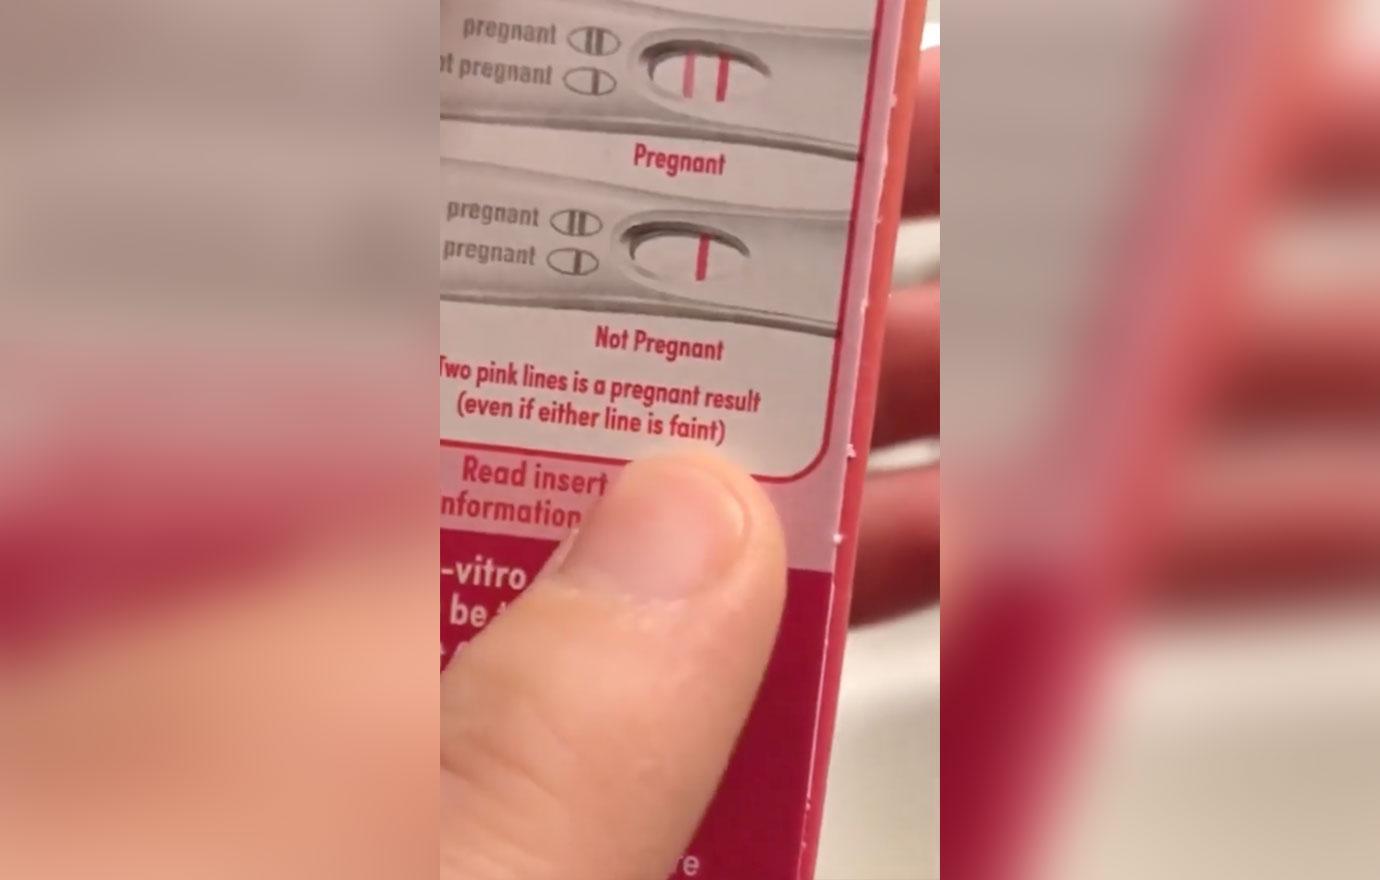 pregnant
t pregnant
Pregnant
pregnant
pregnant
Not Pregnant
Two pink lines is a pregnant result
(even if either line is faint)
Read insert
nformation
-vitro
be
re